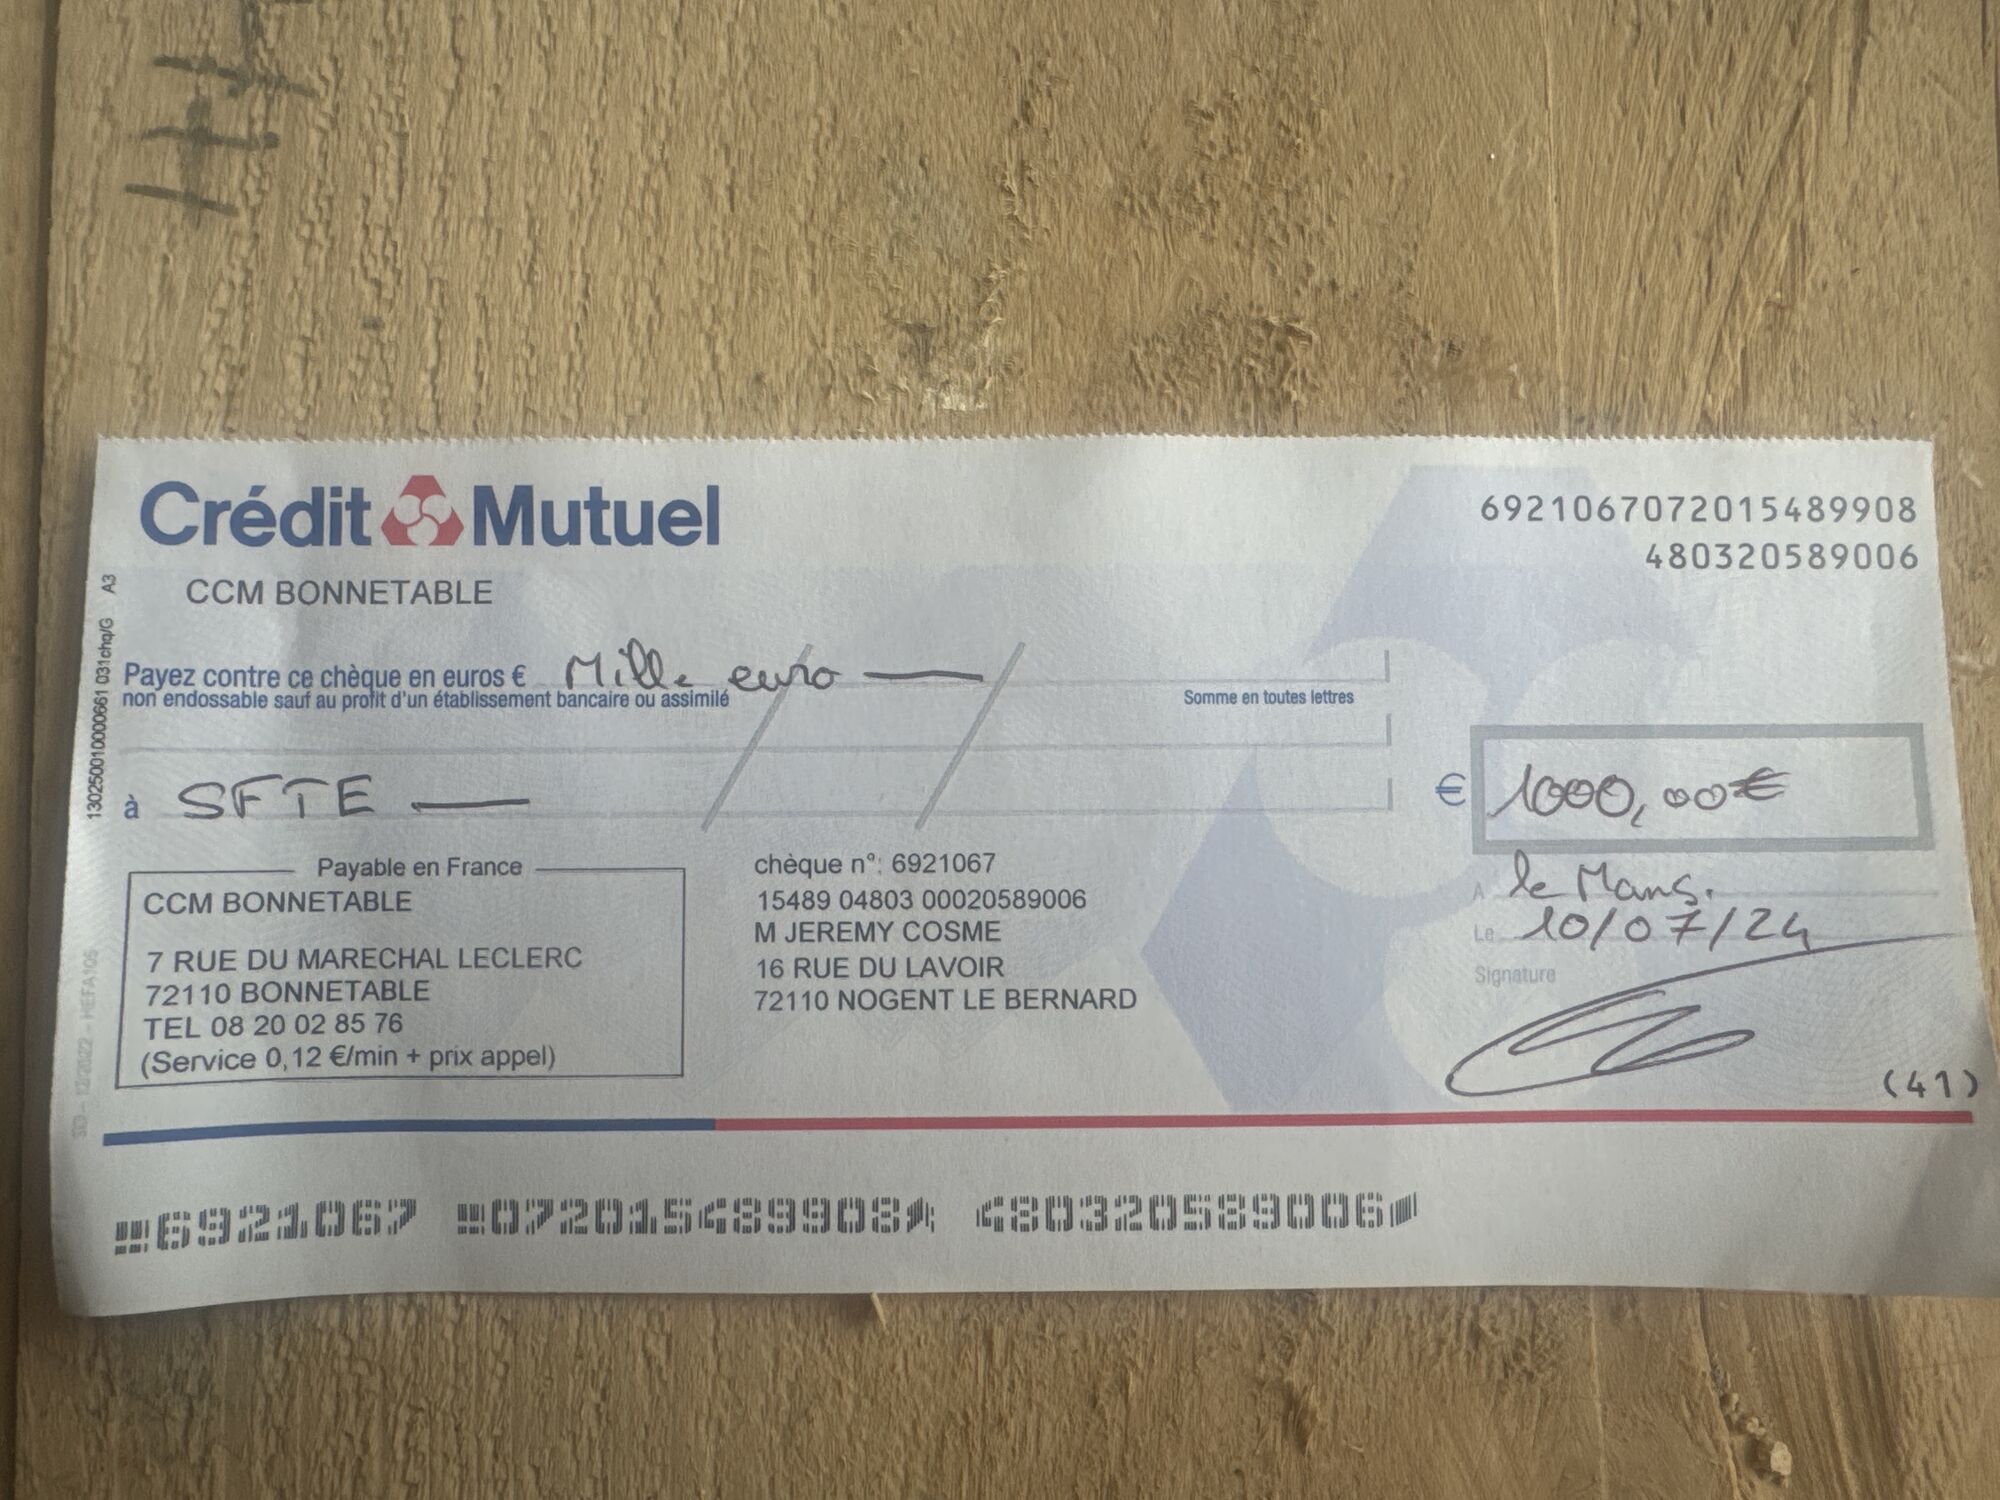 Crédit Mutuel
CCM BONNETABLE
6921067072015489908
480320589006
A3
130250010000661 031chq/G
Payez contre ce chèque en euros € Mille euro
non endossable sauf au profit d'un établissement bancaire ou assimilé
Somme en toutes lettres
à SFTE
€ 1000,00€
Payable en France
CCM BONNETABLE
7 RUE DU MARECHAL LECLERC
72110 BONNETABLE
TEL 08 20 02 85 76
(Service 0,12 €/min + prix appel)
chèque n°: 6921067
15489 04803 00020589006
M JEREMY COSME
16 RUE DU LAVOIR
72110 NOGENT LE BERNARD
A le Mans.
Le 10/07/24
Signature
(41)
6921067 072015489908 480320589006